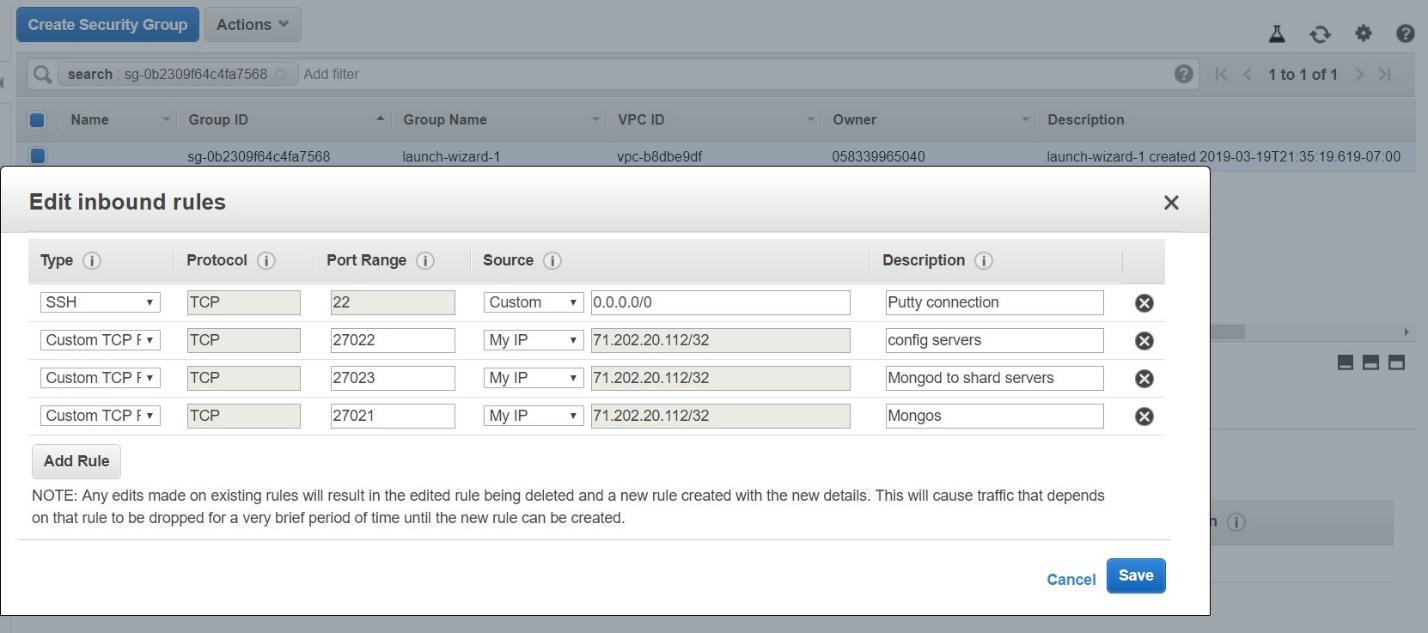 Create Security Group Actions
search : sg-0b2309f64c4fa7568 Add filter 1 to 1 of 1
Name Group ID Group Name VPC ID Owner Description
sg-0b2309f64c4fa7568 launch-wizard-1 vpc-b8dbe9df 058339965040 launch-wizard-1 created 2019-03-19T21:35:19.619-07:00
Edit inbound rules
Type Protocol Port Range Source Description
SSH TCP 22 Custom 0.0.0.0/0 Putty connection
Custom TCP F TCP 27022 My IP 71.202.20.112/32 config servers
Custom TCP F TCP 27023 My IP 71.202.20.112/32 Mongod to shard servers
Custom TCP F TCP 27021 My IP 71.202.20.112/32 Mongos
Add Rule
NOTE: Any edits made on existing rules will result in the edited rule being deleted and a new rule created with the new details. This will cause traffic that depends
on that rule to be dropped for a very brief period of time until the new rule can be created.
Cancel Save